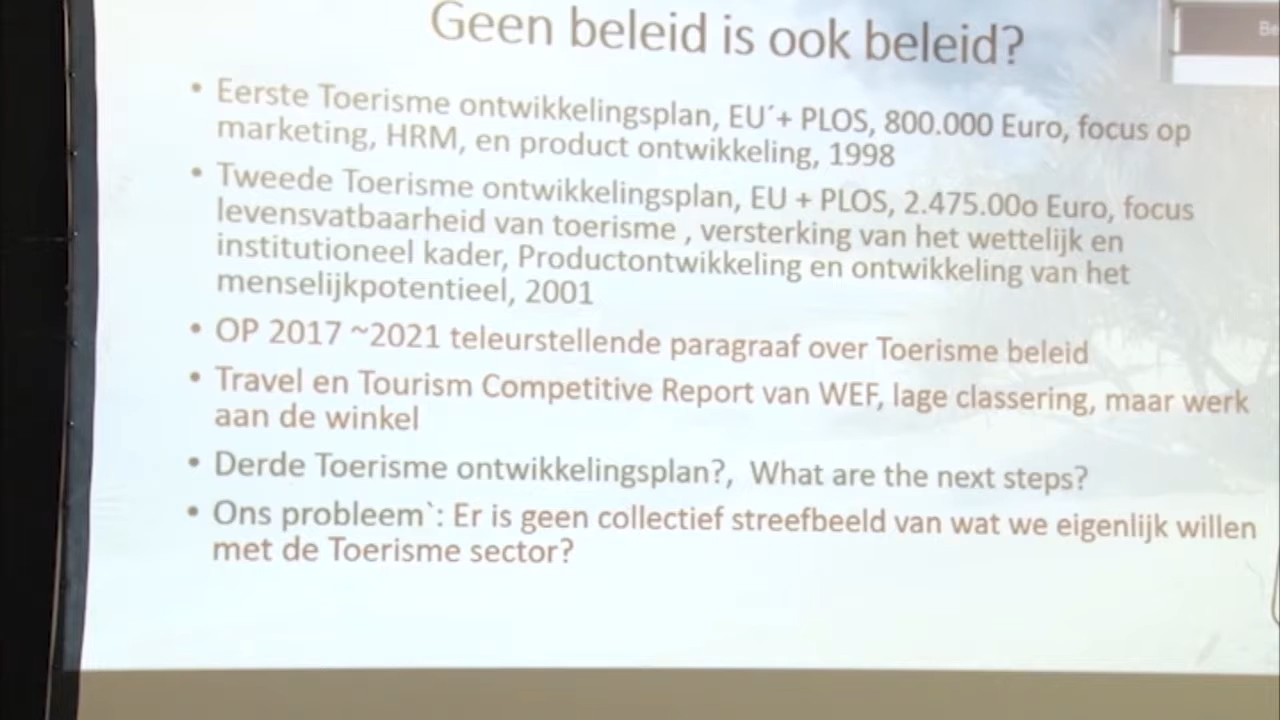 Geen beleid is ook beleid?
• Eerste Toerisme ontwikkelingsplan, EU´+ PLOS, 800.000 Euro, focus op
marketing, HRM, en product ontwikkeling, 1998
• Tweede Toerisme ontwikkelingsplan, EU + PLOS, 2.475.00o Euro, focus
levensvatbaarheid van toerisme , versterking van het wettelijk en
institutioneel kader, Productontwikkeling en ontwikkeling van het
menselijkpotentieel, 2001
• OP 2017 ~2021 teleurstellende paragraaf over Toerisme beleid
• Travel en Tourism Competitive Report van WEF, lage classering, maar werk
aan de winkel
• Derde Toerisme ontwikkelingsplan?, What are the next steps?
• Ons probleem`: Er is geen collectief streefbeeld van wat we eigenlijk willen
met de Toerisme sector?